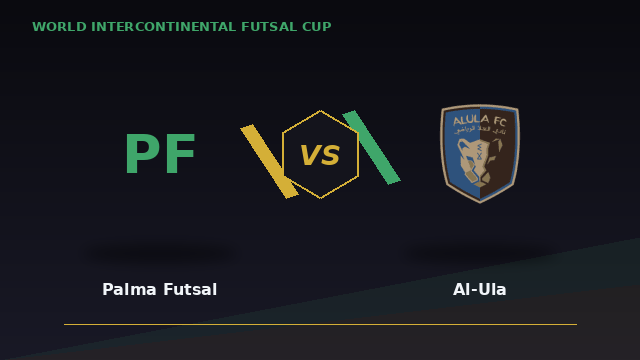 WORLD INTERCONTINENTAL FUTSAL CUP
PF
VS
ALULA FC
Palma Futsal
Al-Ula